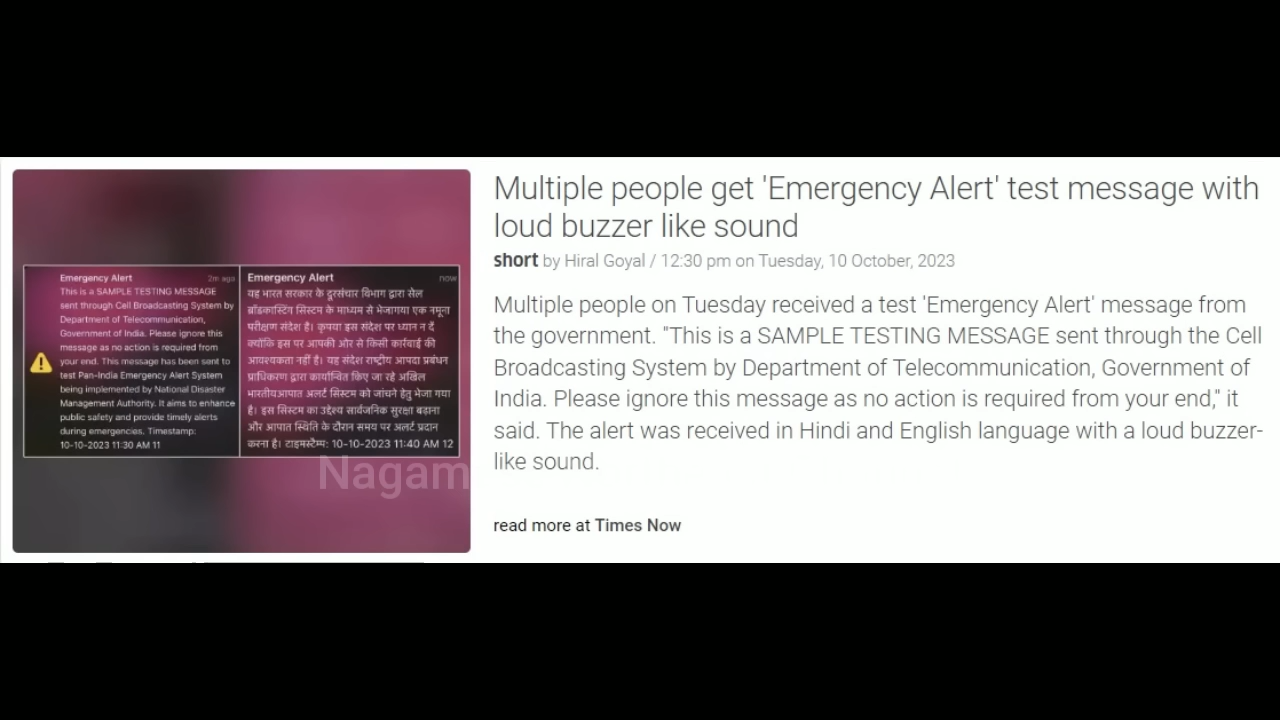 Emergency Alert 2m ago
This is a SAMPLE TESTING MESSAGE
sent through Cell Broadcasting System by
Department of Telecommunication,
Government of India. Please ignore this
message as no action is required from
your end. This message has been sent to
test Pan-India Emergency Alert System
being implemented by National Disaster
Management Authority. It aims to enhance
public safety and provide timely alerts
during emergencies. Timestamp:
10-10-2023 11:30 AM 11
Emergency Alert now
यह भारत सरकार के दूरसंचार विभाग द्वारा सेल
ब्रॉडकास्टिंग सिस्टम के माध्यम से भेजागया एक नमूना
परीक्षण संदेश है। कृपया इस संदेश पर ध्यान न दें
क्योंकि इस पर आपकी ओर से किसी कार्रवाई की
आवश्यकता नहीं है। यह संदेश राष्ट्रीय आपदा प्रबंधन
प्राधिकरण द्वारा कार्यान्वित किए जा रहे अखिल
भारतीयआपात अलर्ट सिस्टम को जांचने हेतु भेजा गया
है। इस सिस्टम का उद्देश्य सार्वजनिक सुरक्षा बढ़ाना
और आपात स्थिति के दौरान समय पर अलर्ट प्रदान
करना है। टाइमस्टैम्प: 10-10-2023 11:40 AM 12
Nagam
Multiple people get 'Emergency Alert' test message with
loud buzzer like sound
short by Hiral Goyal / 12:30 pm on Tuesday, 10 October, 2023
Multiple people on Tuesday received a test 'Emergency Alert' message from
the government. "This is a SAMPLE TESTING MESSAGE sent through the Cell
Broadcasting System by Department of Telecommunication, Government of
India. Please ignore this message as no action is required from your end," it
said. The alert was received in Hindi and English language with a loud buzzer-
like sound.
read more at Times Now